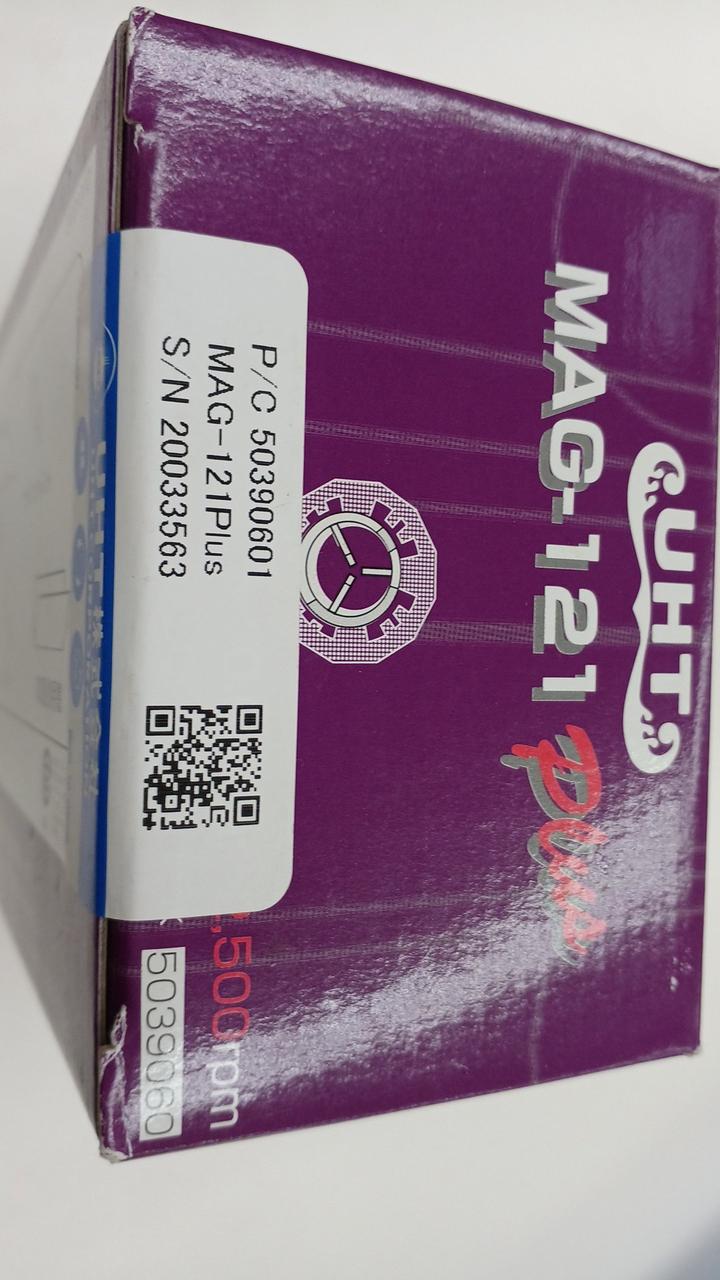 UHT
MAG-121
Plus
P/C 50390601
MAG-121Plus
S/N 20033563
,500rpm
5039060